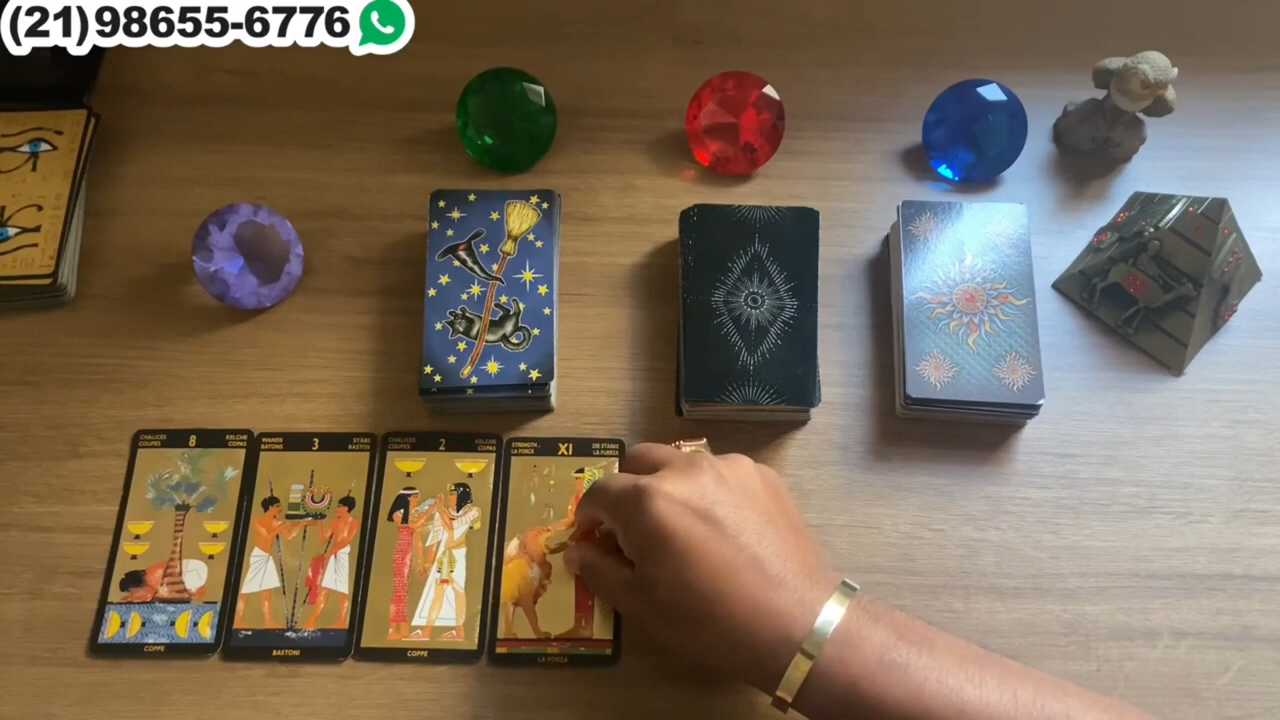 (21)98655-6776
CHALICES 8 KELCHE
COUPES COPAS
COPPE
WANDS 3 STÄBE
BATONS BASTOS
BASTONI
CHALICES 2 KELCHE
COUPES COPAS
COPPE
STRENGTH XI DIE STÄRKE
LA FORCE LA FUERZA
LA FORZA